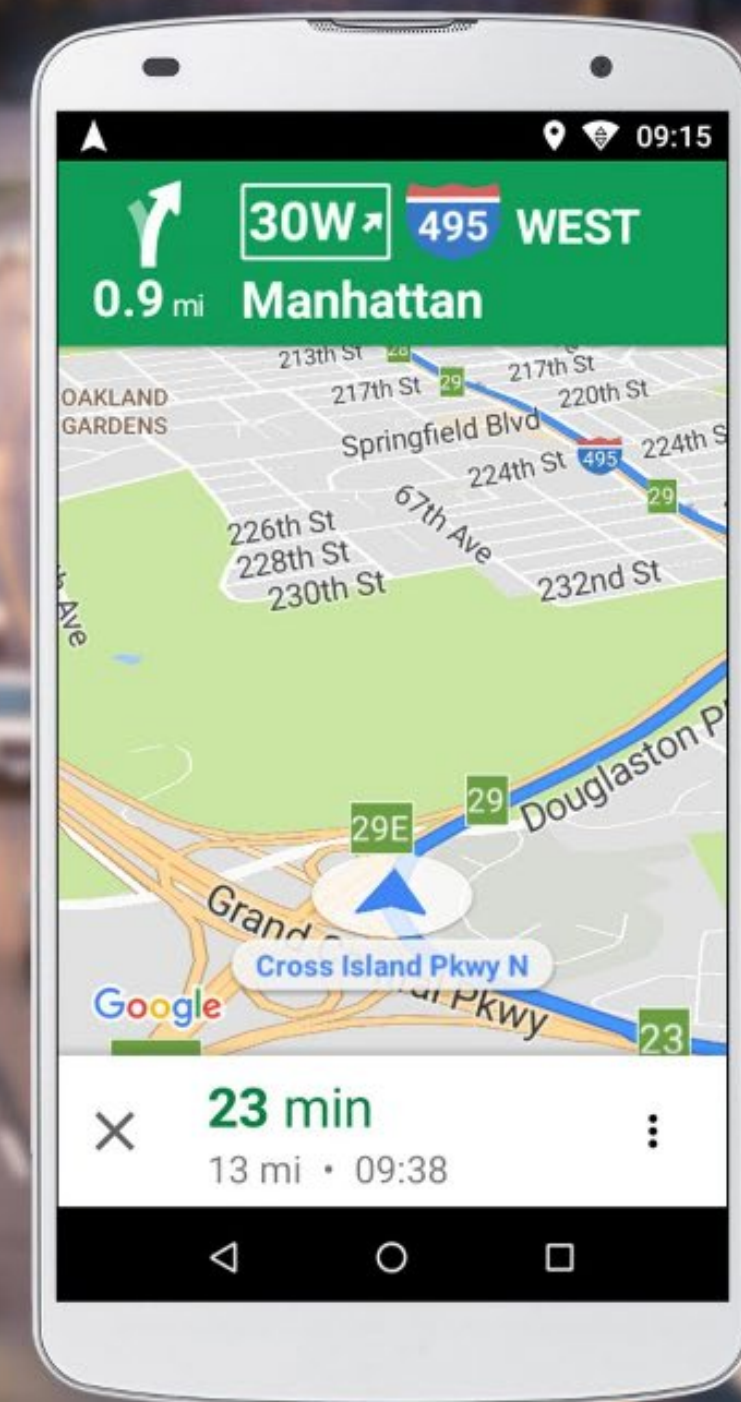 09:15
30W 495 WEST
0.9 mi Manhattan
213th St
28
217th St
29
217th St
220th St
OAKLAND
GARDENS
Springfield Blvd
224th St
495
224th S
67th Ave
29
226th St
228th St
230th St
232nd St
Ave
Douglaston P
29
29E
Grand
Cross Island Pkwy N
Pkwy
Google
23
23 min
13 mi • 09:38